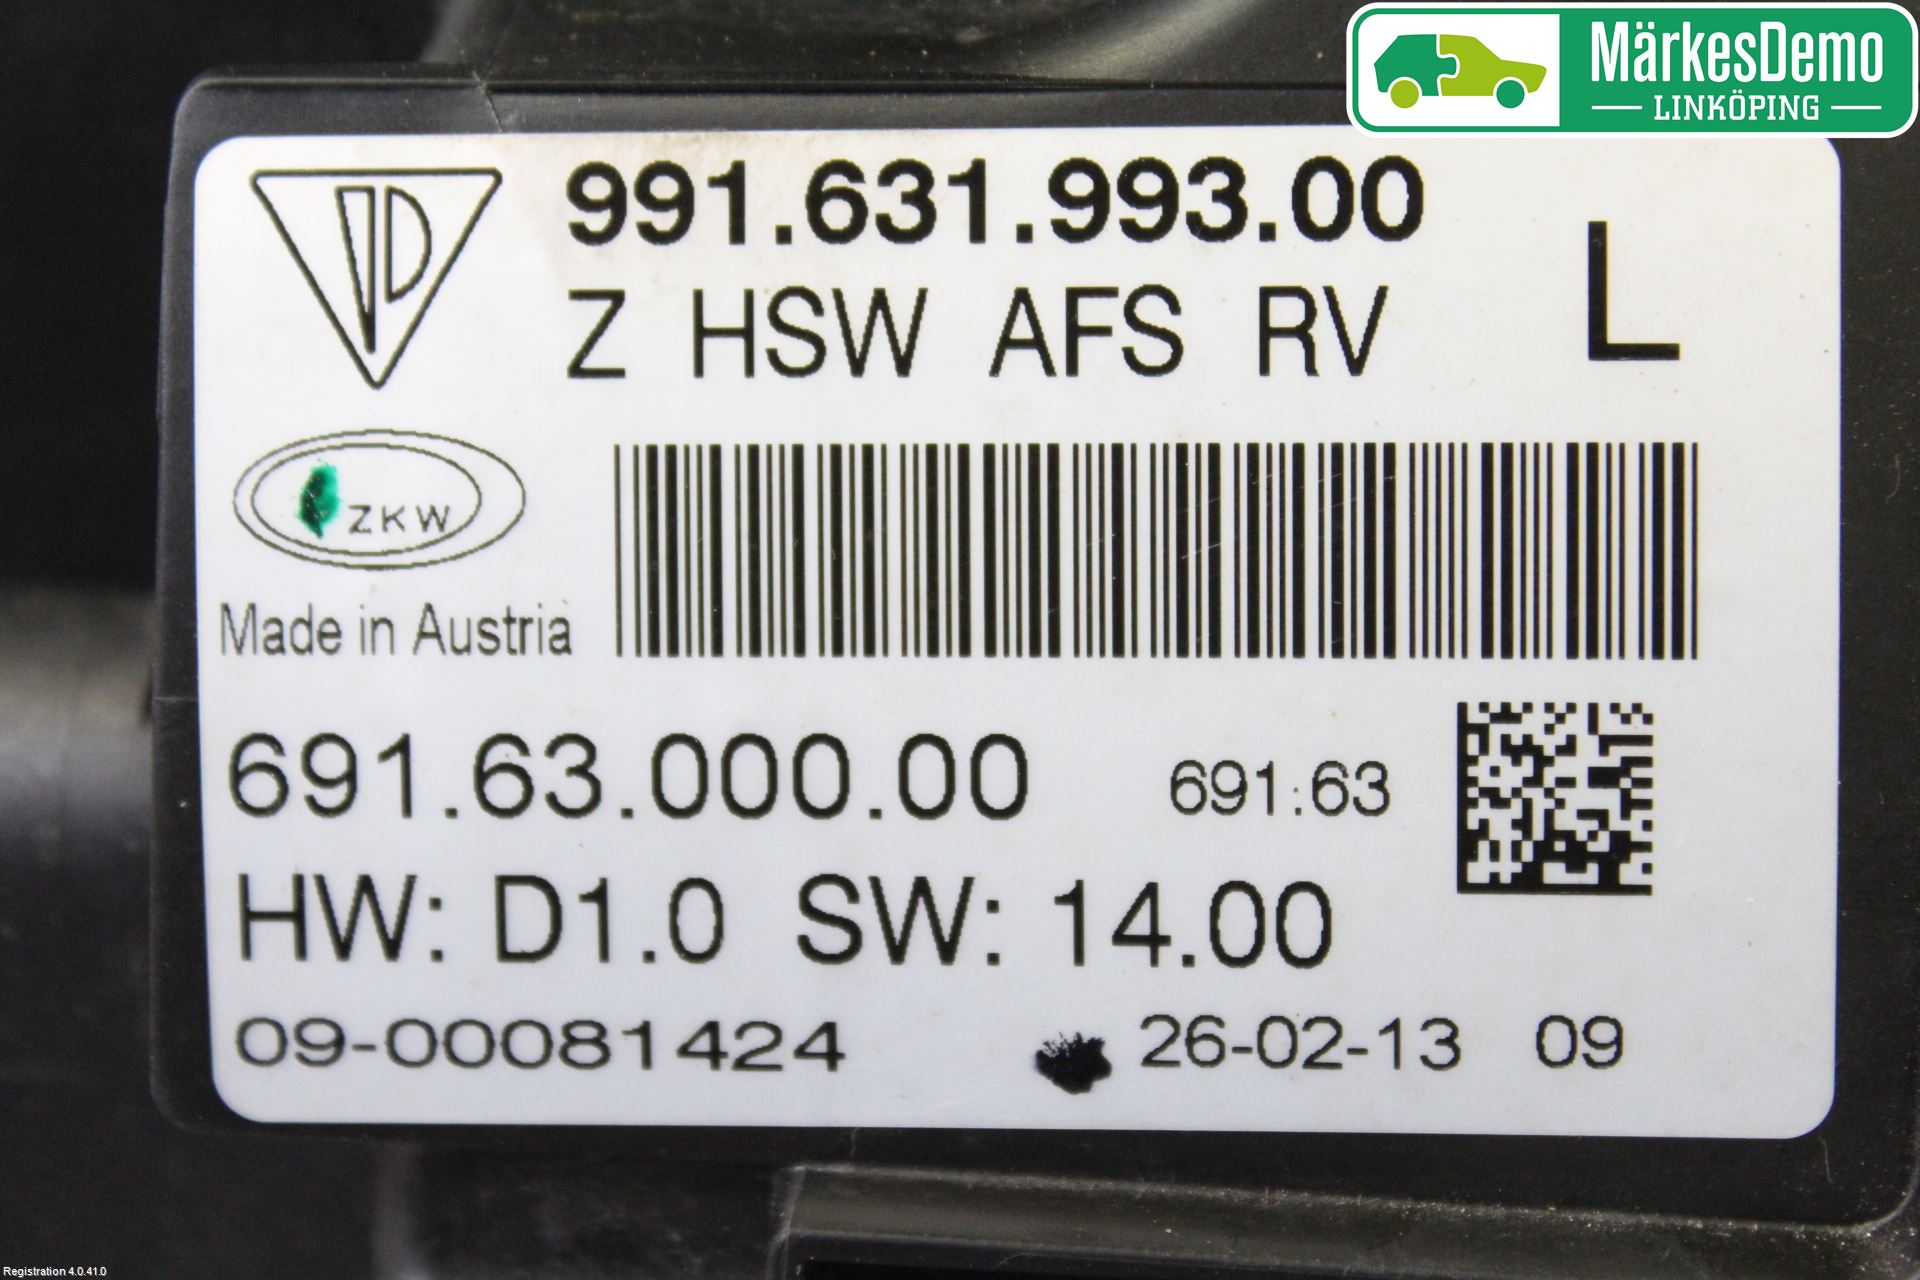 MärkesDemo
LINKÖPING
991.631.993.00
Z HSW AFS RV
L
ZKW
Made in Austria
691.63.000.00
691.63
HW: D1.0 SW: 14.00
09-00081424
26-02-13 09
Registration 4.0.41.0